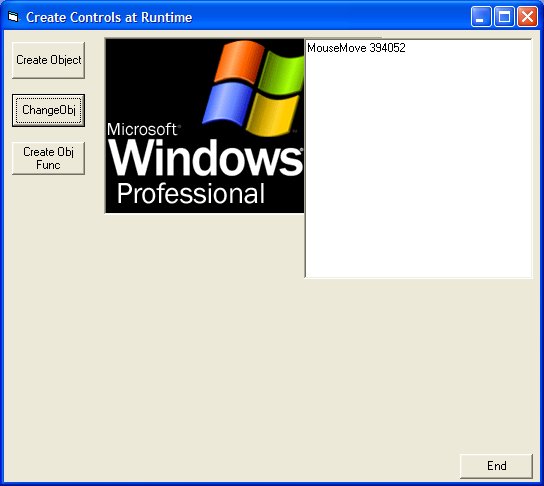 Create Controls at Runtime
Create Object
ChangeObj
Create Obj
Func
Microsoft
Windows
Professional
MouseMove 394052
End